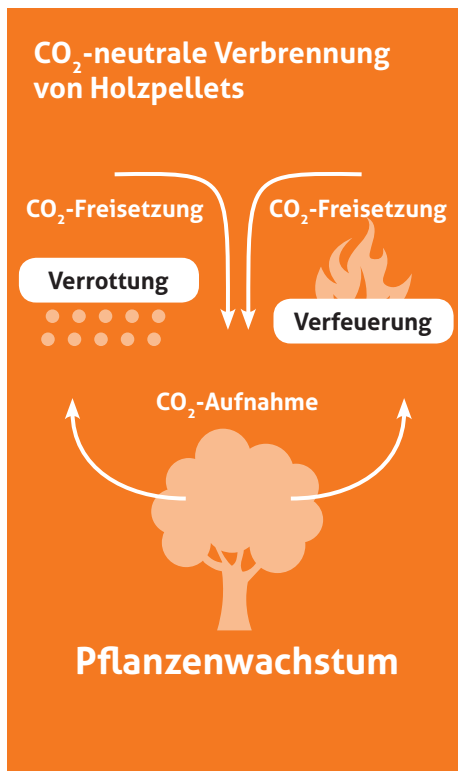 CO₂-neutrale Verbrennung
von Holzpellets
CO₂-Freisetzung
CO₂-Freisetzung
Verrottung
Verfeuerung
CO₂-Aufnahme
Pflanzenwachstum